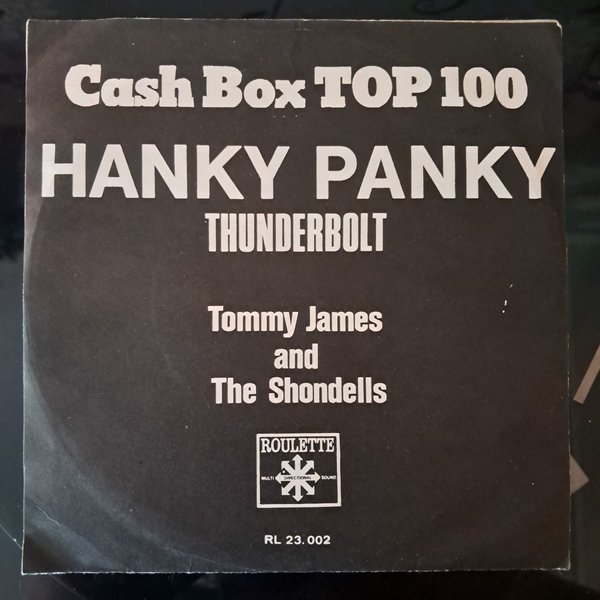 Cash Box TOP 100
HANKY PANKY
THUNDERBOLT
Tommy James
and
The Shondells
ROULETTE
MULTI DIRECTIONAL SOUND
RL 23.002